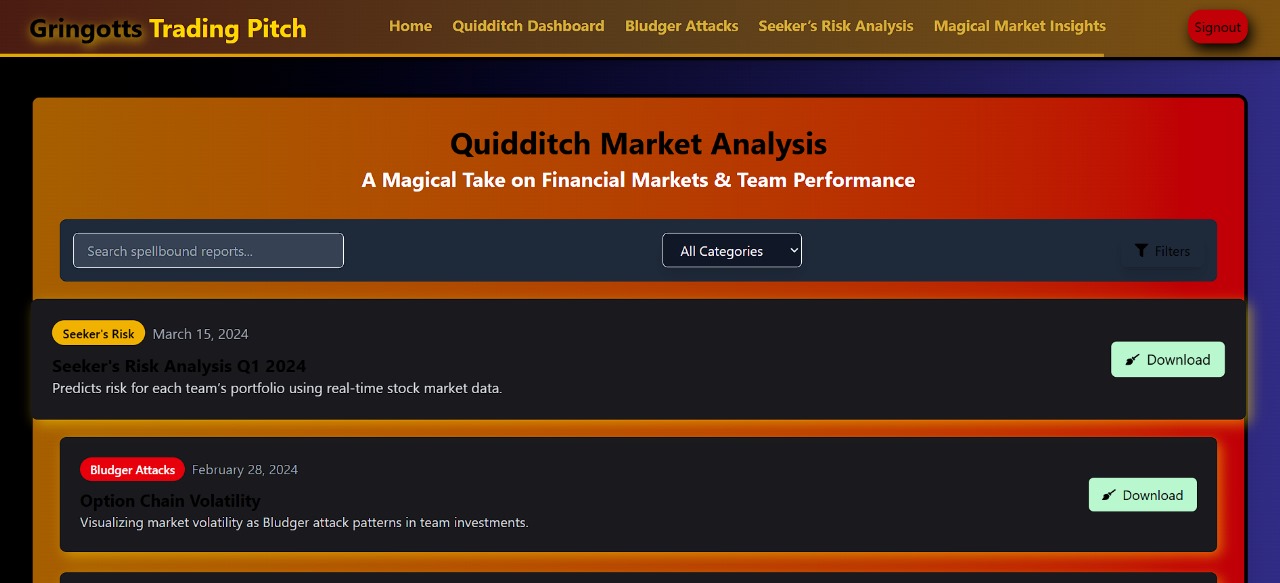 Gringotts Trading Pitch
Home Quidditch Dashboard Bludger Attacks Seeker’s Risk Analysis Magical Market Insights
Signout
Quidditch Market Analysis
A Magical Take on Financial Markets & Team Performance
Search spellbound reports...
All Categories
Filters
Seeker's Risk March 15, 2024
Seeker's Risk Analysis Q1 2024
Predicts risk for each team’s portfolio using real-time stock market data.
Download
Bludger Attacks February 28, 2024
Option Chain Volatility
Visualizing market volatility as Bludger attack patterns in team investments.
Download